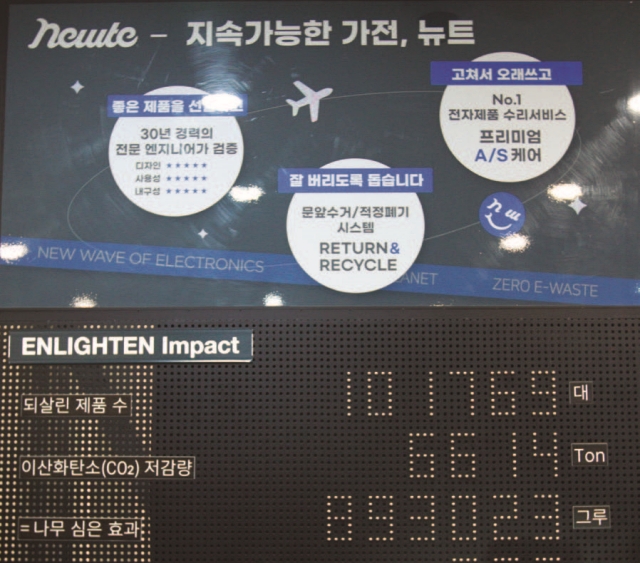 newte – 지속가능한 가전, 뉴트
고쳐서 오래쓰고
No.1
전자제품 수리서비스
프리미엄
A/S케어
좋은 제품을
30년 경력의
전문 엔지니어가 검증
디자인 ★★★★★
사용성 ★★★★★
내구성 ★★★★★
잘 버리도록 돕습니다
문앞수거/적정폐기
시스템
RETURN&
RECYCLE
n w
NEW WAVE OF ELECTRONICS
ZERO E-WASTE
ENLIGHTEN Impact
되살린 제품 수 101769 대
이산화탄소(CO₂) 저감량 6614 Ton
=나무 심은 효과 893023 그루